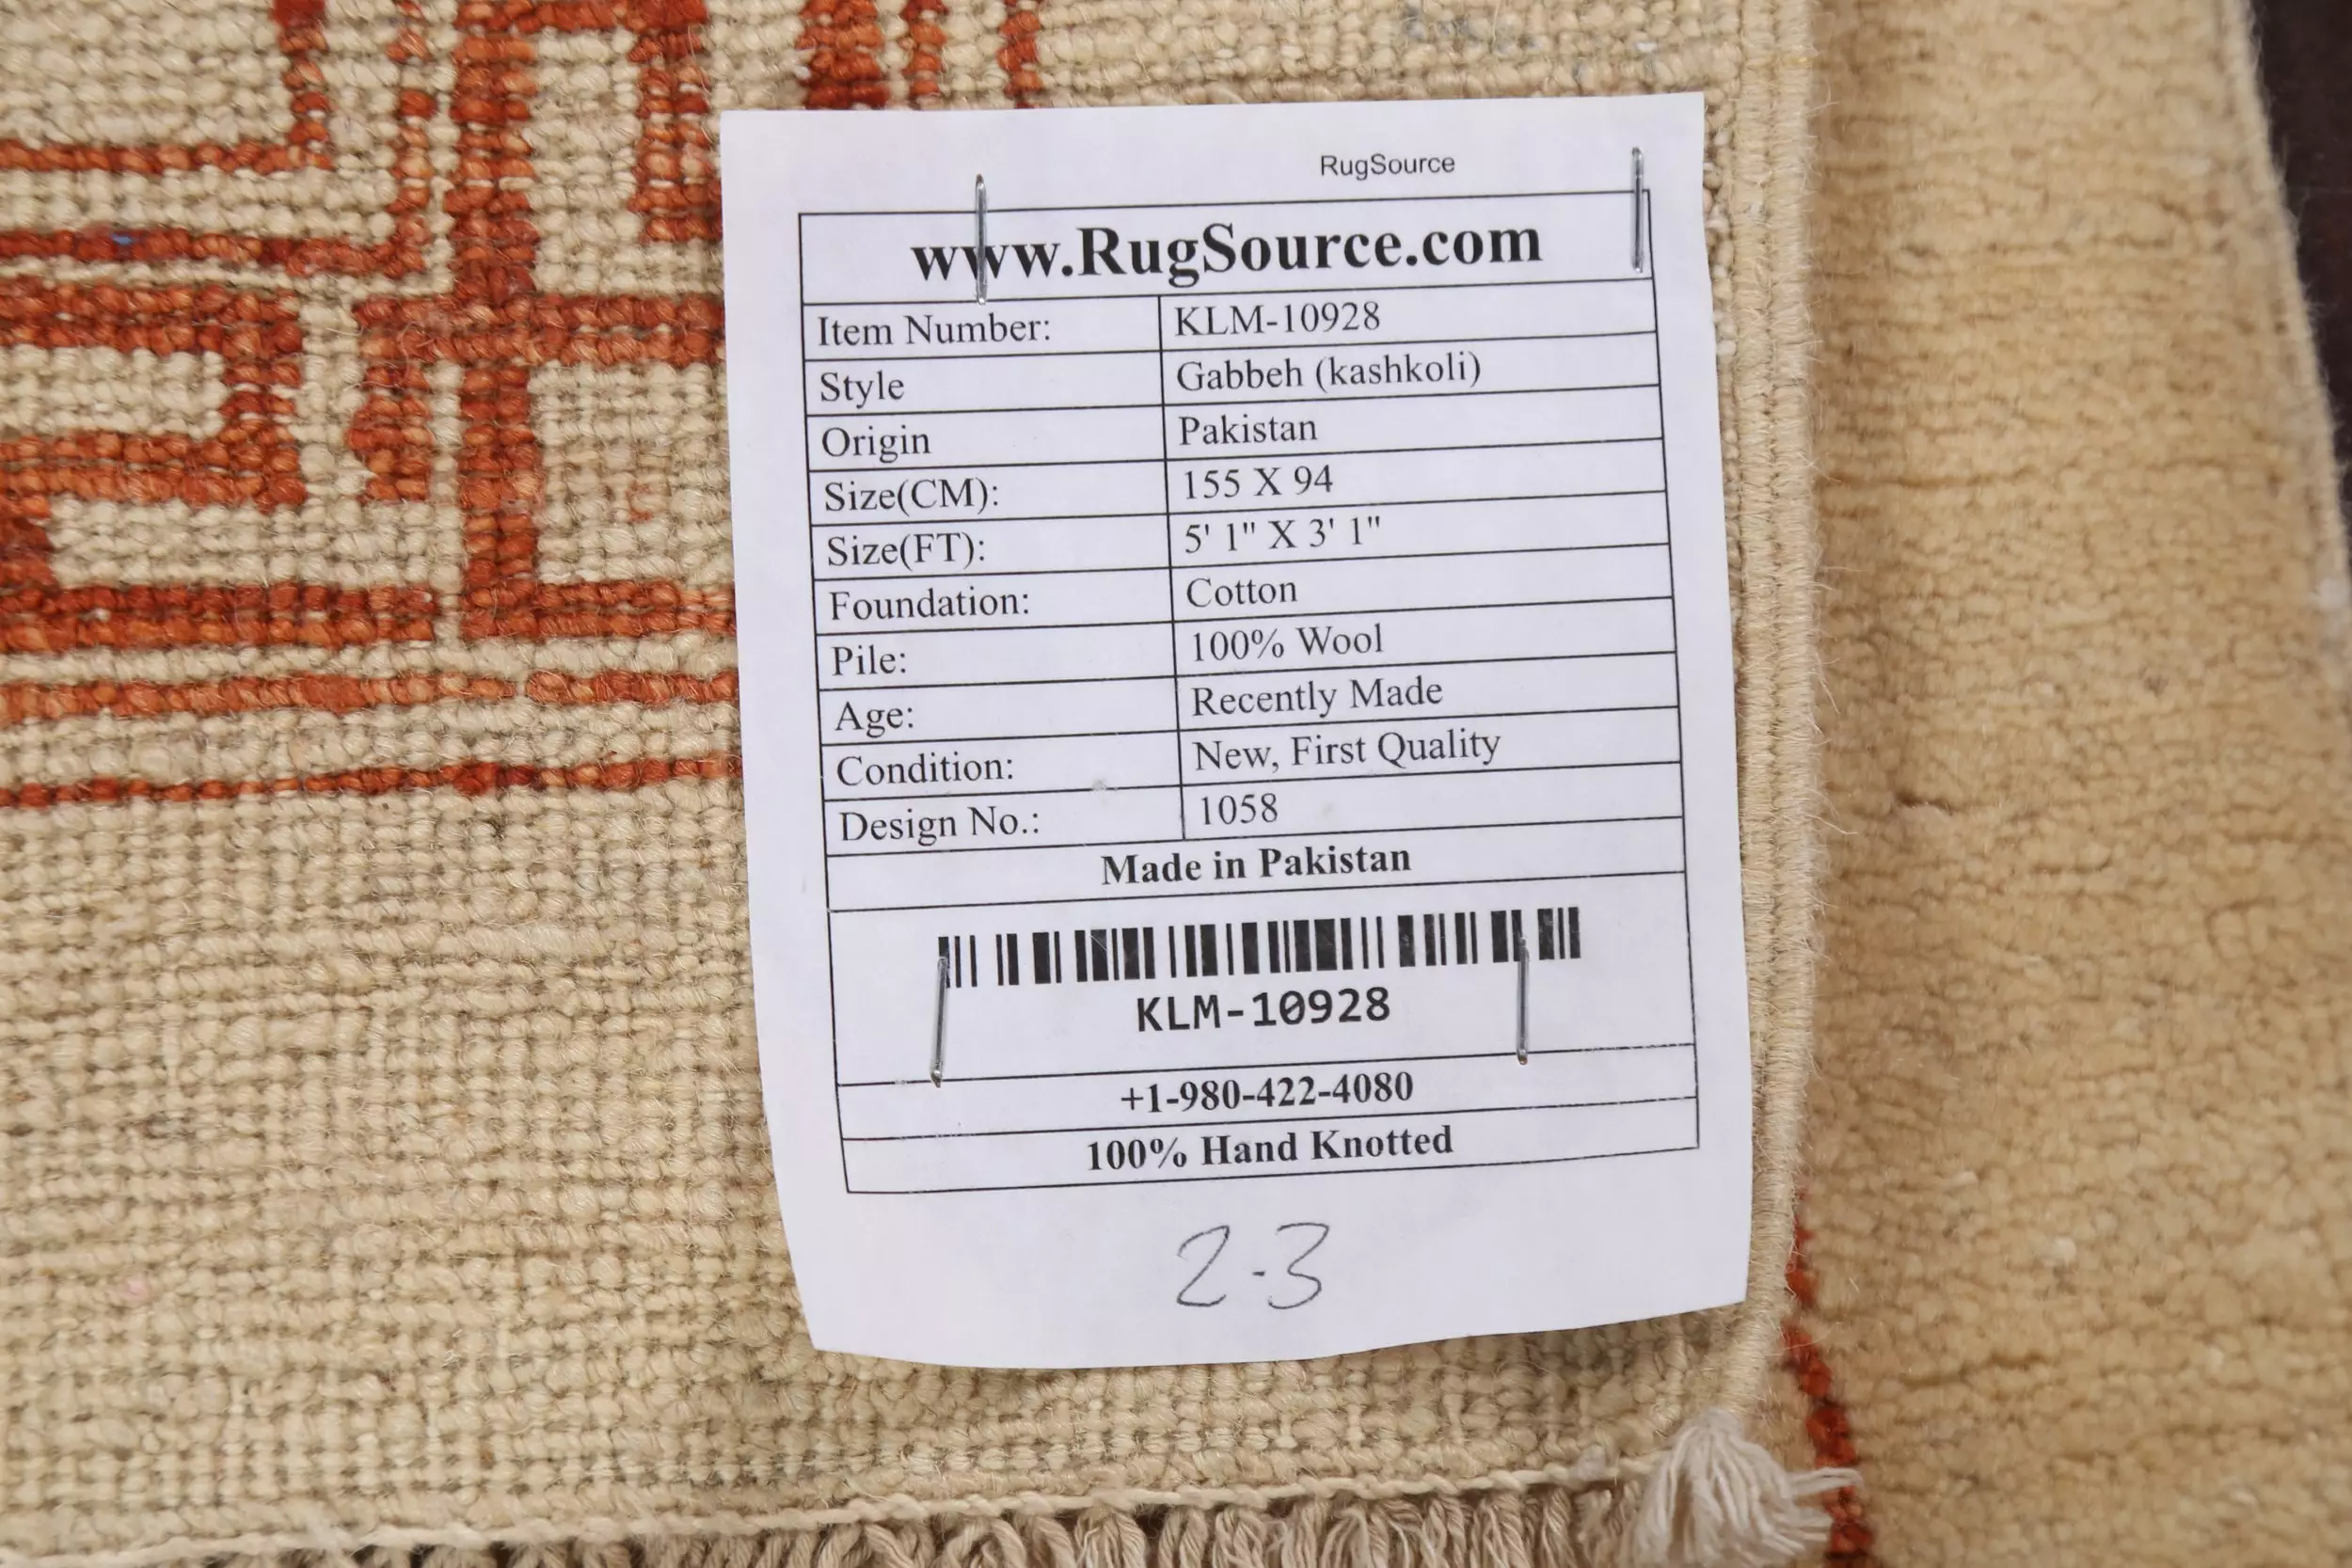 RugSource
www.RugSource.com
Item Number: KLM-10928
Style Gabbeh (kashkoli)
Origin Pakistan
Size(CM): 155 X 94
Size(FT): 5' 1" X 3' 1"
Foundation: Cotton
Pile: 100% Wool
Age: Recently Made
Condition: New, First Quality
Design No.: 1058
Made in Pakistan
KLM-10928
+1-980-422-4080
100% Hand Knotted
2-3